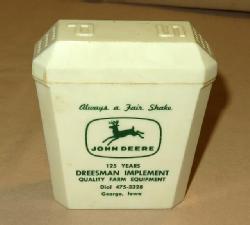 P S
Always a Fair Shake
JOHN DEERE
125 YEARS
DREESMAN IMPLEMENT
QUALITY FARM EQUIPMENT
Dial 475-3328
George, Iowa